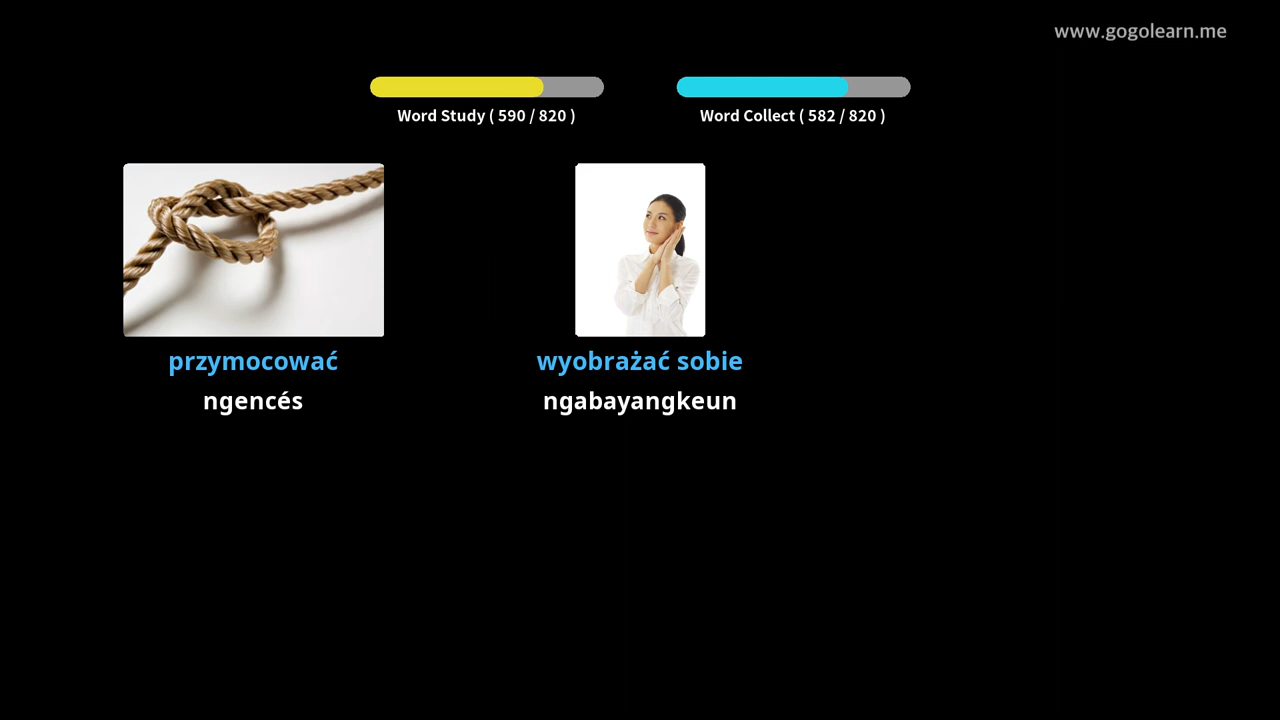 www.gogolearn.me
Word Study ( 590 / 820 )
Word Collect ( 582 / 820 )
przymocować
ngencés
wyobrażać sobie
ngabayangkeun